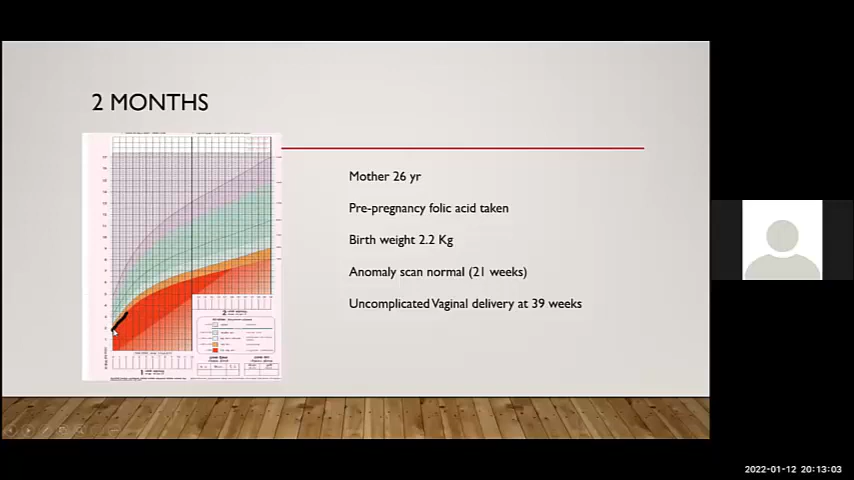 2 MONTHS
Mother 26 yr
Pre-pregnancy folic acid taken
Birth weight 2.2 Kg
Anomaly scan normal (21 weeks)
Uncomplicated Vaginal delivery at 39 weeks
2022-01-12 20:13:03